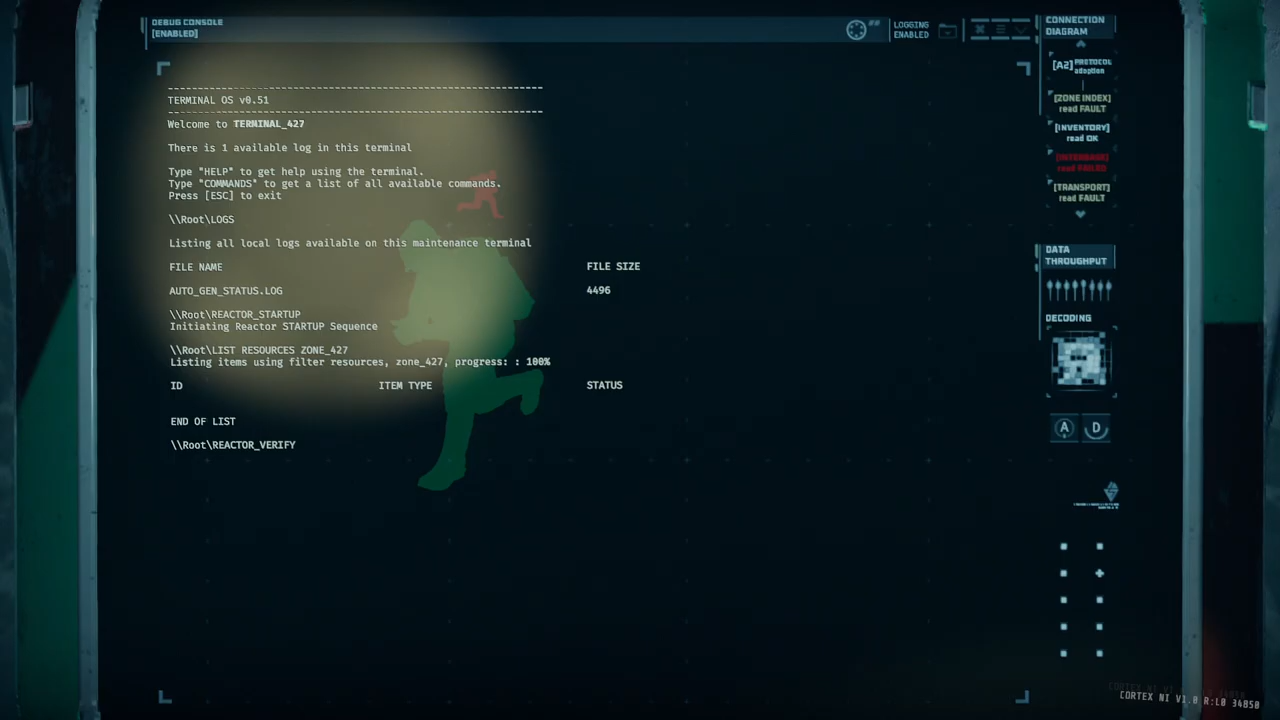 DEBUG CONSOLE
[ENABLED]
LOGGING
ENABLED
------------------------------------------------------------
TERMINAL OS v0.51
------------------------------------------------------------
Welcome to TERMINAL_427
There is 1 available log in this terminal
Type "HELP" to get help using the terminal.
Type "COMMANDS" to get a list of all available commands.
Press [ESC] to exit
\\Root\LOGS
Listing all local logs available on this maintenance terminal
FILE NAME FILE SIZE
AUTO_GEN_STATUS.LOG 4496
\\Root\REACTOR_STARTUP
Initiating Reactor STARTUP Sequence
\\Root\LIST RESOURCES ZONE_427
Listing items using filter resources, zone_427, progress: : 100%
ID ITEM TYPE STATUS
END OF LIST
\\Root\REACTOR_VERIFY
CONNECTION
DIAGRAM
[A2] PROTOCOL
adaption
[ZONE INDEX]
read FAULT
[INVENTORY]
read OK
[INTERBASE]
read FAILED
[TRANSPORT]
read FAULT
DATA
THROUGHPUT
DECODING
A D
CORTEX NI V1.0 R:L0 34850